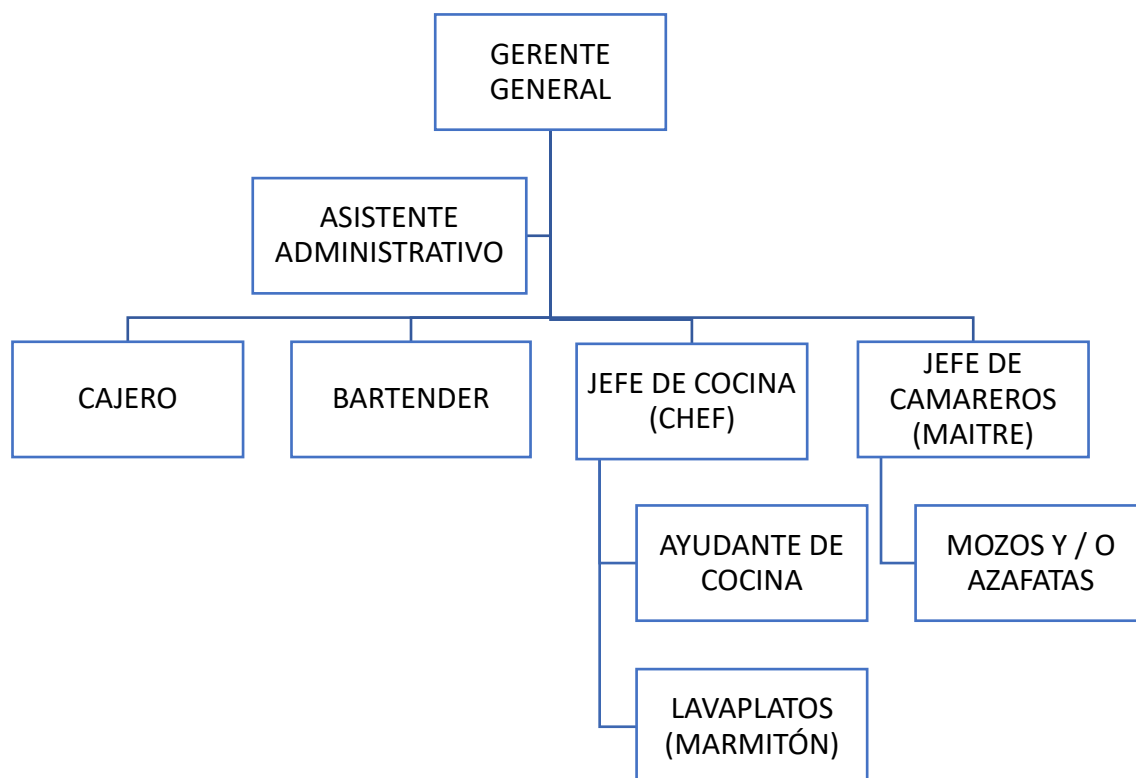 GERENTE
GENERAL
ASISTENTE
ADMINISTRATIVO
CAJERO
BARTENDER
JEFE DE COCINA
(CHEF)
JEFE DE
CAMAREROS
(MAITRE)
AYUDANTE DE
COCINA
MOZOS Y / O
AZAFATAS
LAVAPLATOS
(MARMITÓN)